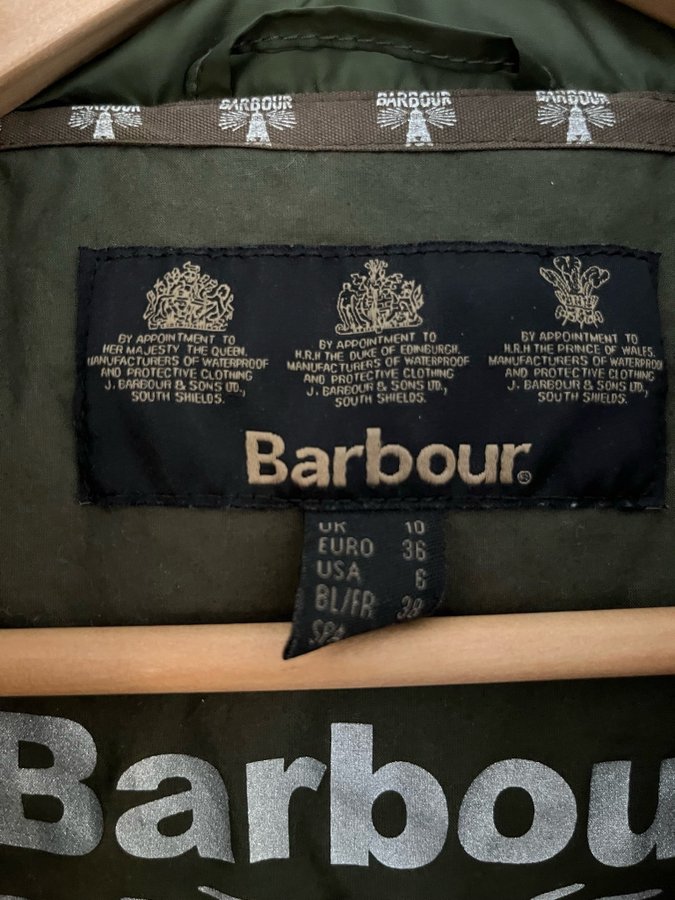 BARBOUR BARBOUR BARBOUR BARBOUR
BY APPOINTMENT TO
HER MAJESTY THE QUEEN.
MANUFACTURERS OF WATERPROOF
AND PROTECTIVE CLOTHING
J. BARBOUR & SONS LTD.,
SOUTH SHIELDS.
BY APPOINTMENT TO
H.R.H THE DUKE OF EDINBURGH.
MANUFACTURERS OF WATERPROOF
AND PROTECTIVE CLOTHING
J. BARBOUR & SONS LTD.,
SOUTH SHIELDS.
BY APPOINTMENT TO
H.R.H THE PRINCE OF WALES.
MANUFACTURERS OF WATERPROOF
AND PROTECTIVE CLOTHING
J. BARBOUR & SONS LTD.,
SOUTH SHIELDS.
Barbour®
UK 10
EURO 36
USA 6
BL/FR 38
SPA
Barbou